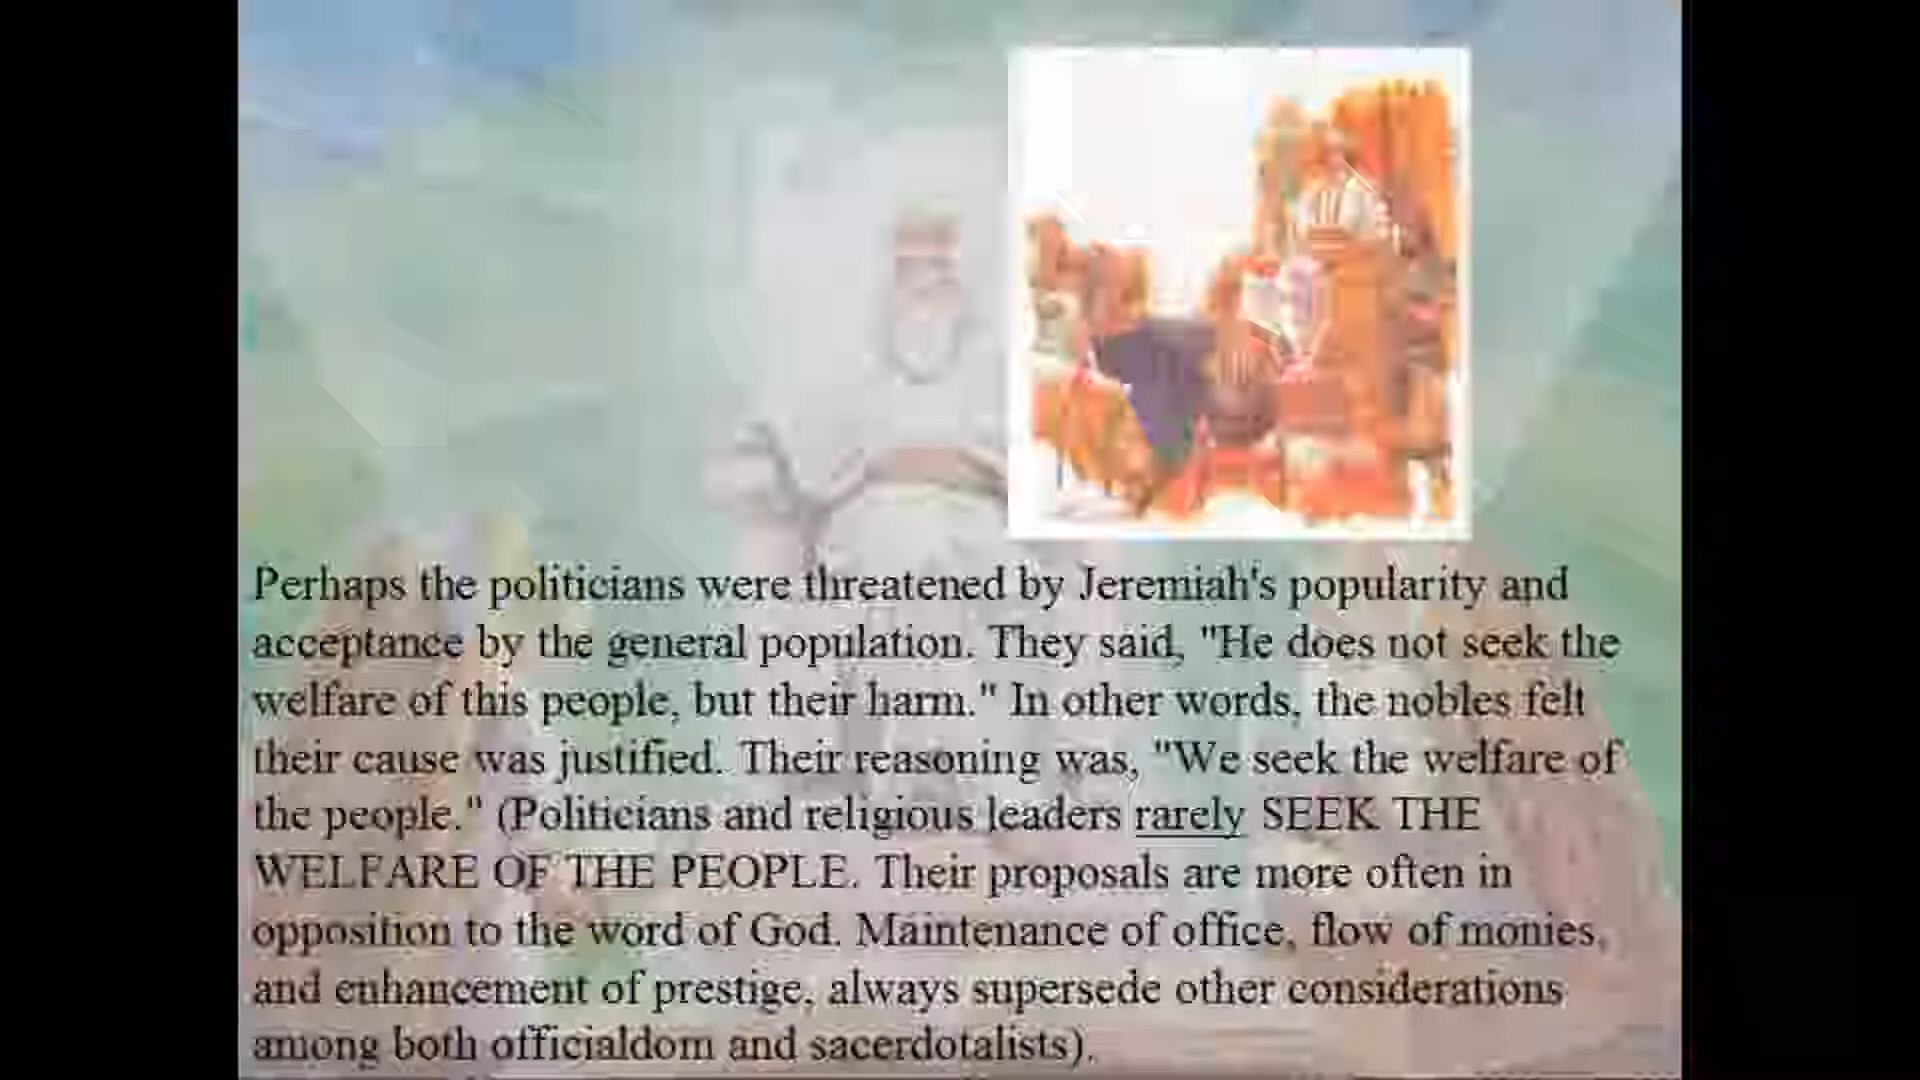 Perhaps the politicians were threatened by Jeremiah's popularity and
acceptance by the general population. They said, "He does not seek the
welfare of this people, but their harm." In other words, the nobles felt
their cause was justified. Their reasoning was, "We seek the welfare of
the people." (Politicians and religious leaders rarely SEEK THE
WELFARE OF THE PEOPLE. Their proposals are more often in
opposition to the word of God. Maintenance of office, flow of monies,
and enhancement of prestige, always supersede other considerations
among both officialdom and sacerdotalists).